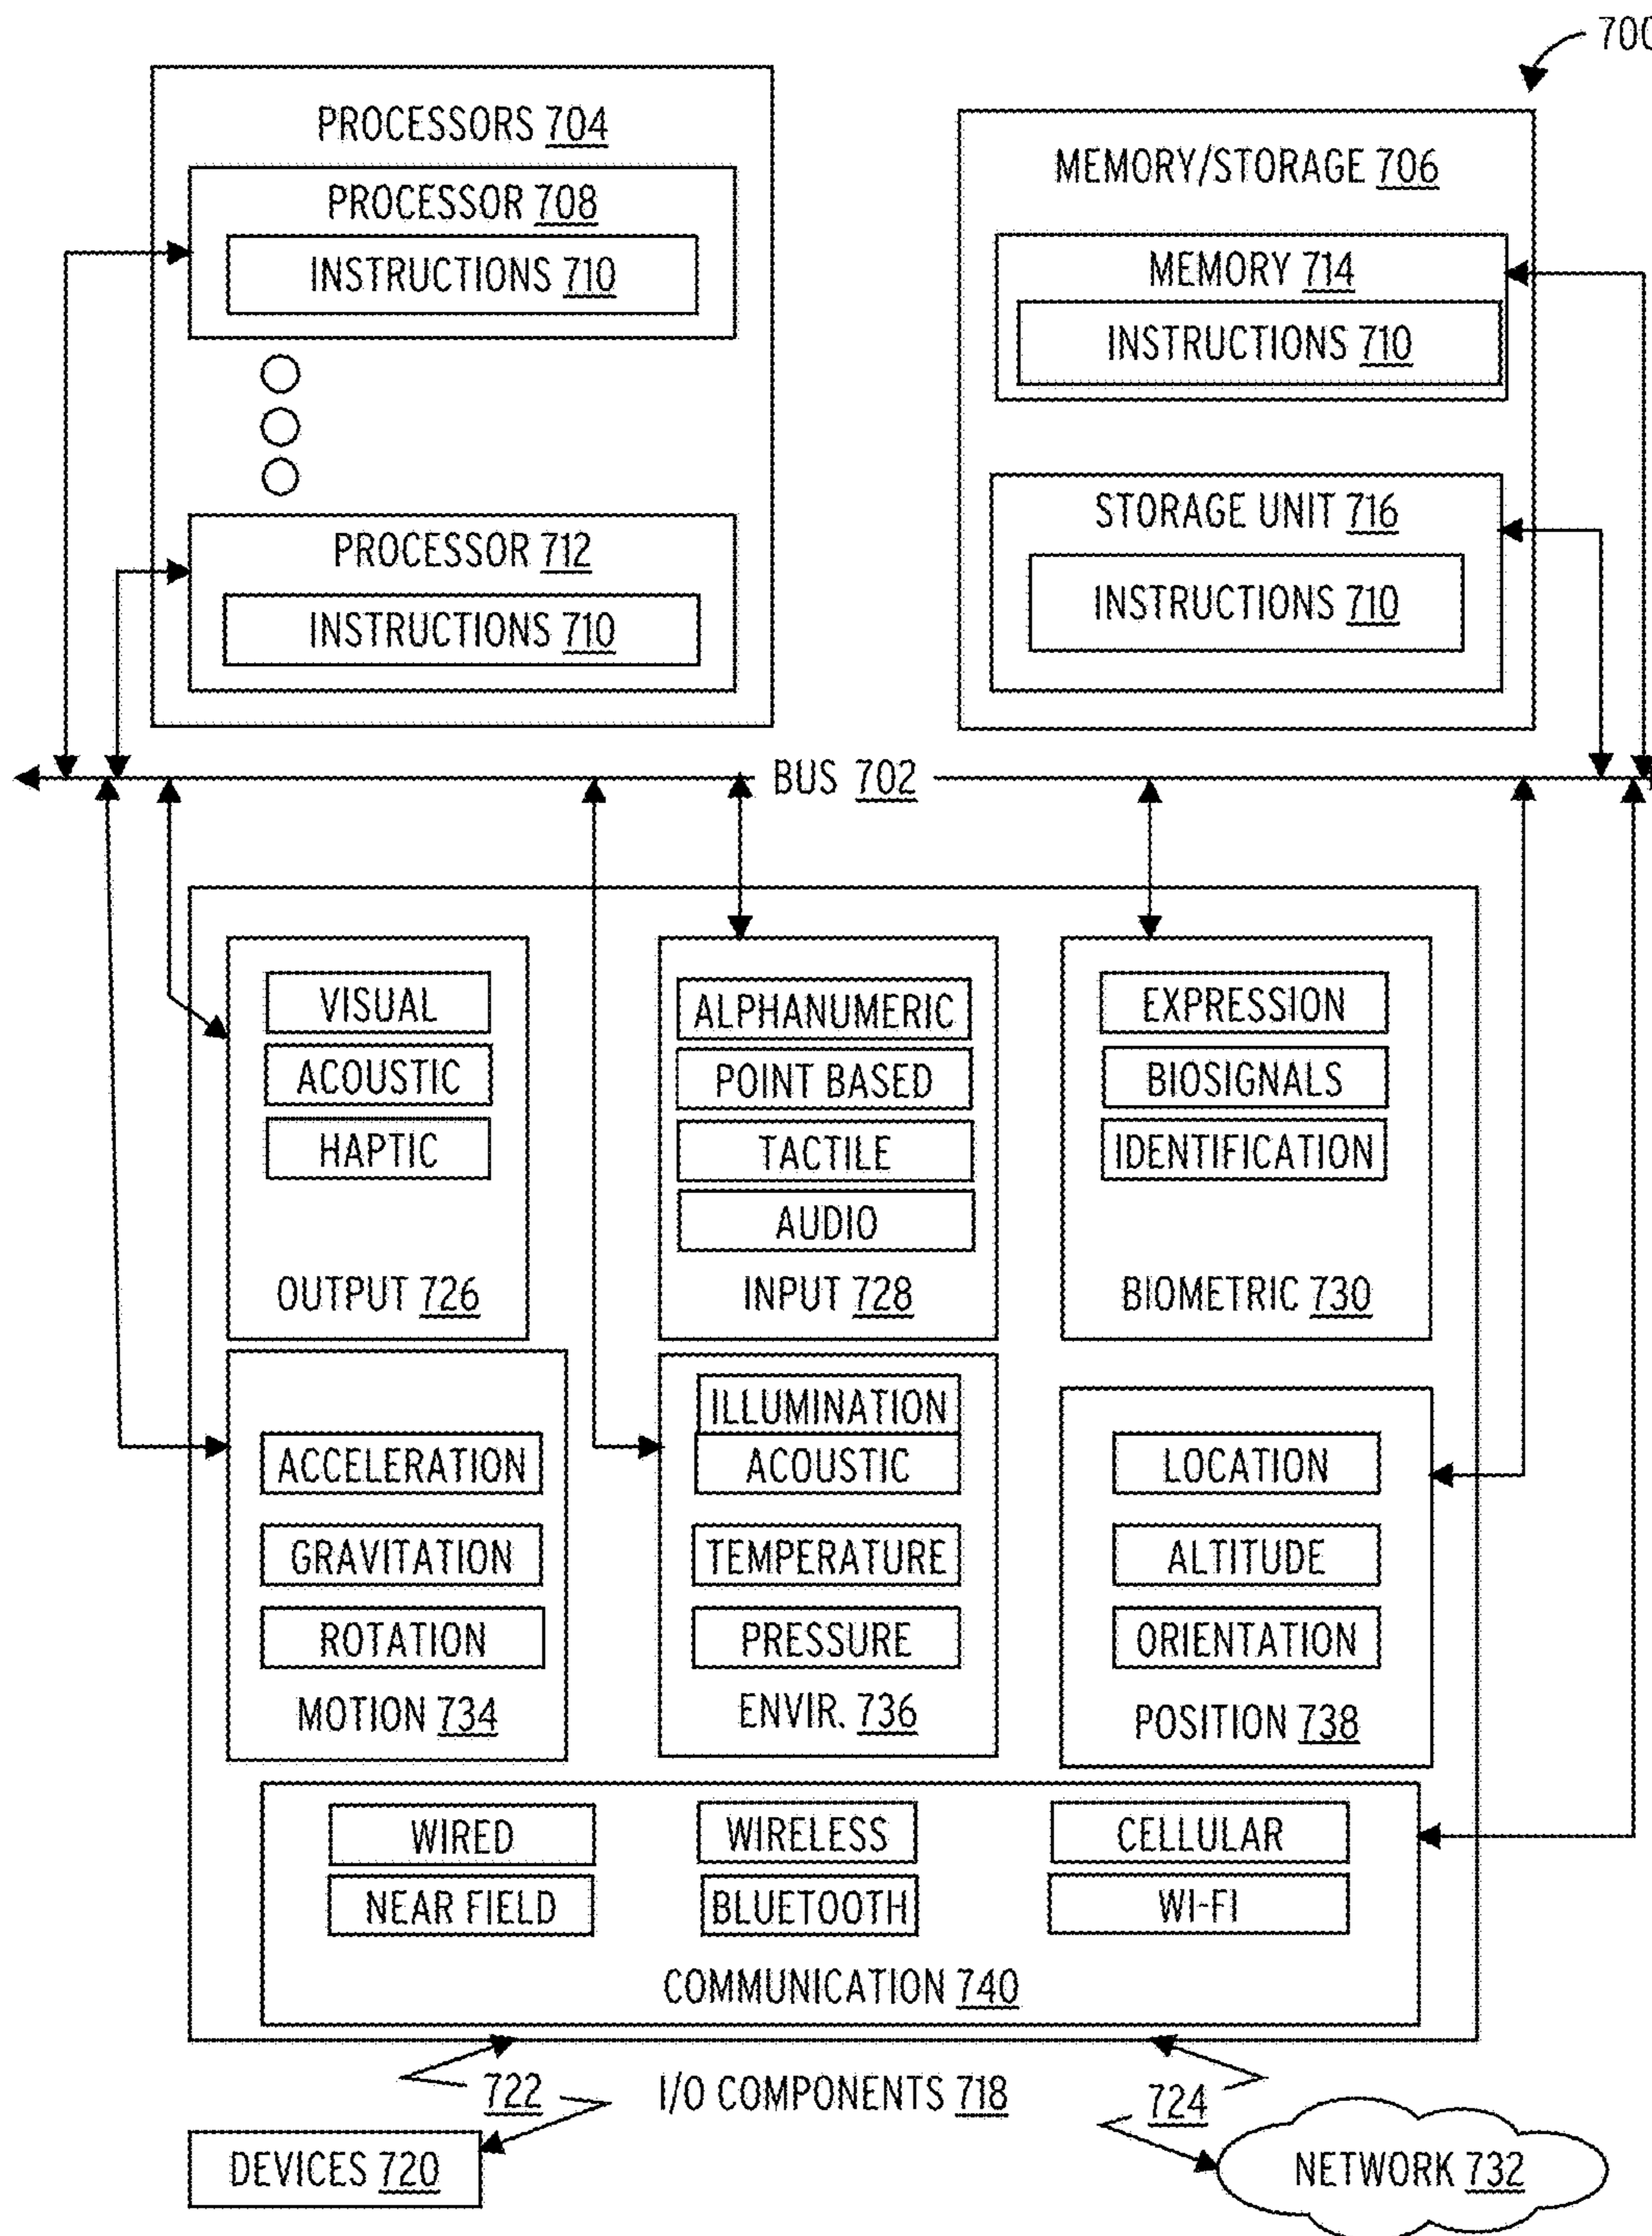 700
PROCESSORS 704
PROCESSOR 708
INSTRUCTIONS 710
PROCESSOR 712
INSTRUCTIONS 710
MEMORY/STORAGE 706
MEMORY 714
INSTRUCTIONS 710
STORAGE UNIT 716
INSTRUCTIONS 710
BUS 702
VISUAL
ACOUSTIC
HAPTIC
OUTPUT 726
ALPHANUMERIC
POINT BASED
TACTILE
AUDIO
INPUT 728
EXPRESSION
BIOSIGNALS
IDENTIFICATION
BIOMETRIC 730
ACCELERATION
GRAVITATION
ROTATION
MOTION 734
ILLUMINATION
ACOUSTIC
TEMPERATURE
PRESSURE
ENVIR. 736
LOCATION
ALTITUDE
ORIENTATION
POSITION 738
WIRED
WIRELESS
CELLULAR
NEAR FIELD
BLUETOOTH
WI-FI
COMMUNICATION 740
722
I/O COMPONENTS 718
724
DEVICES 720
NETWORK 732